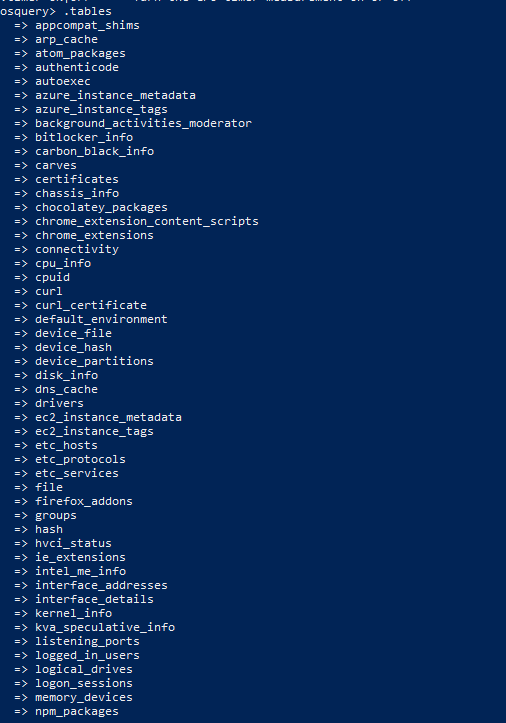 osquery> .tables
=> appcompat_shims
=> arp_cache
=> atom_packages
=> authenticode
=> autoexec
=> azure_instance_metadata
=> azure_instance_tags
=> background_activities_moderator
=> bitlocker_info
=> carbon_black_info
=> carves
=> certificates
=> chassis_info
=> chocolatey_packages
=> chrome_extension_content_scripts
=> chrome_extensions
=> connectivity
=> cpu_info
=> cpuid
=> curl
=> curl_certificate
=> default_environment
=> device_file
=> device_hash
=> device_partitions
=> disk_info
=> dns_cache
=> drivers
=> ec2_instance_metadata
=> ec2_instance_tags
=> etc_hosts
=> etc_protocols
=> etc_services
=> file
=> firefox_addons
=> groups
=> hash
=> hvci_status
=> ie_extensions
=> intel_me_info
=> interface_addresses
=> interface_details
=> kernel_info
=> kva_speculative_info
=> listening_ports
=> logged_in_users
=> logical_drives
=> logon_sessions
=> memory_devices
=> npm_packages